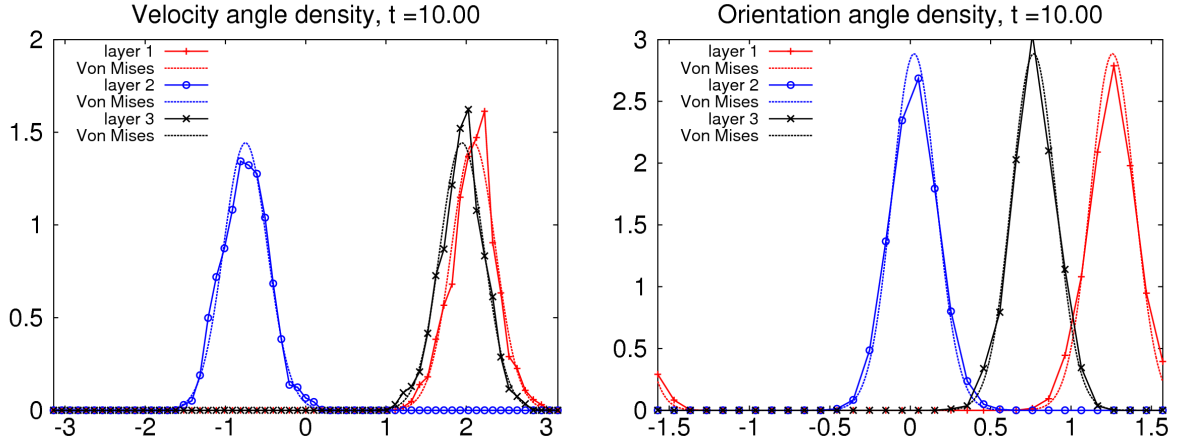 Velocity angle density, t =10.00
2
1.5
1
0.5
0
-3
-2
-1
0
1
2
3
layer 1
Von Mises
layer 2
Von Mises
layer 3
Von Mises
Orientation angle density, t =10.00
3
2.5
2
1.5
1
0.5
0
-1.5
-1
-0.5
0
0.5
1
1.5
layer 1
Von Mises
layer 2
Von Mises
layer 3
Von Mises